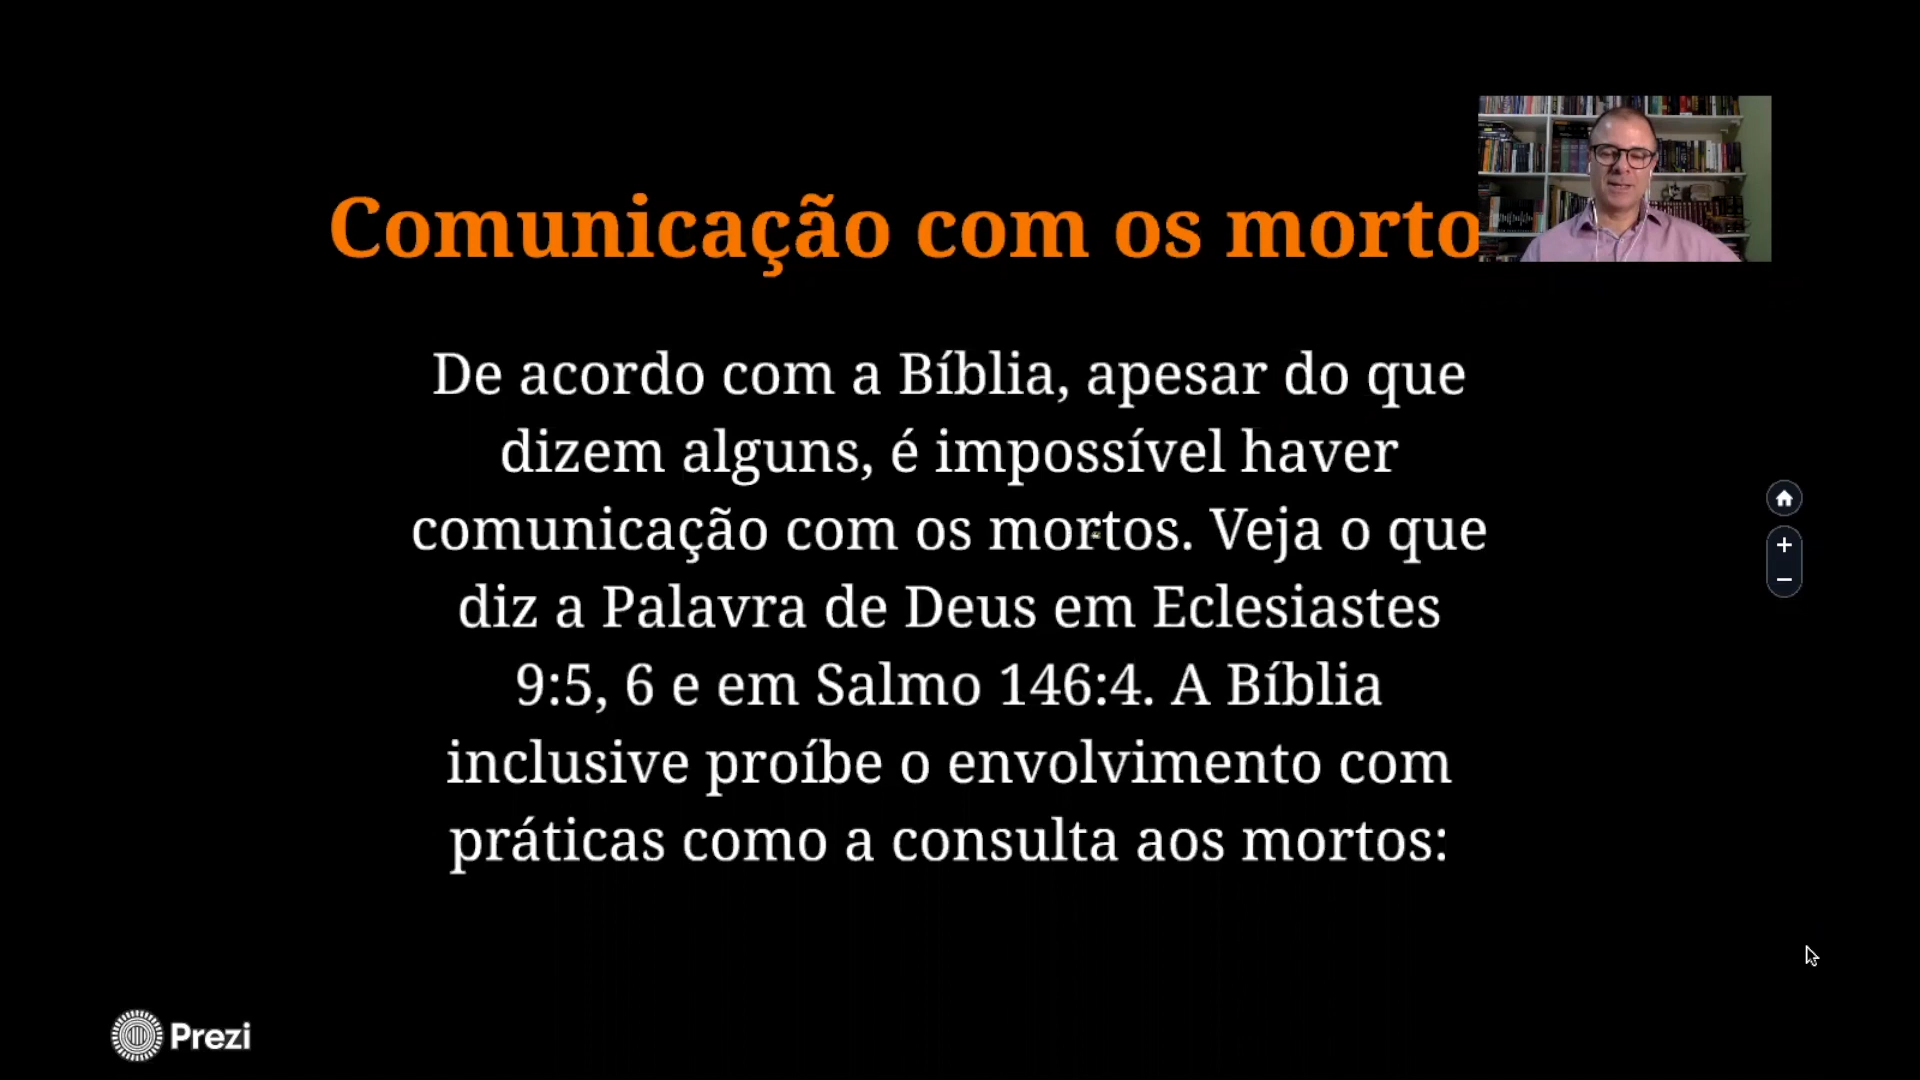 Comunicação com os morto
De acordo com a Bíblia, apesar do que
dizem alguns, é impossível haver
comunicação com os mortos. Veja o que
diz a Palavra de Deus em Eclesiastes
9:5, 6 e em Salmo 146:4. A Bíblia
inclusive proíbe o envolvimento com
práticas como a consulta aos mortos:
Prezi